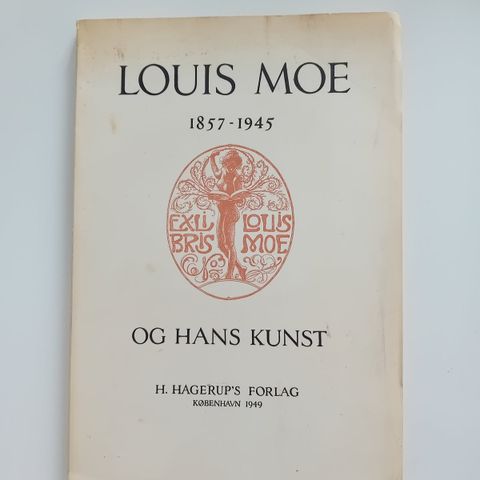 LOUIS MOE
1857-1945
EX·LI LOUIS
BRIS MOE
OG HANS KUNST
H. HAGERUP'S FORLAG
KØBENHAVN 1949